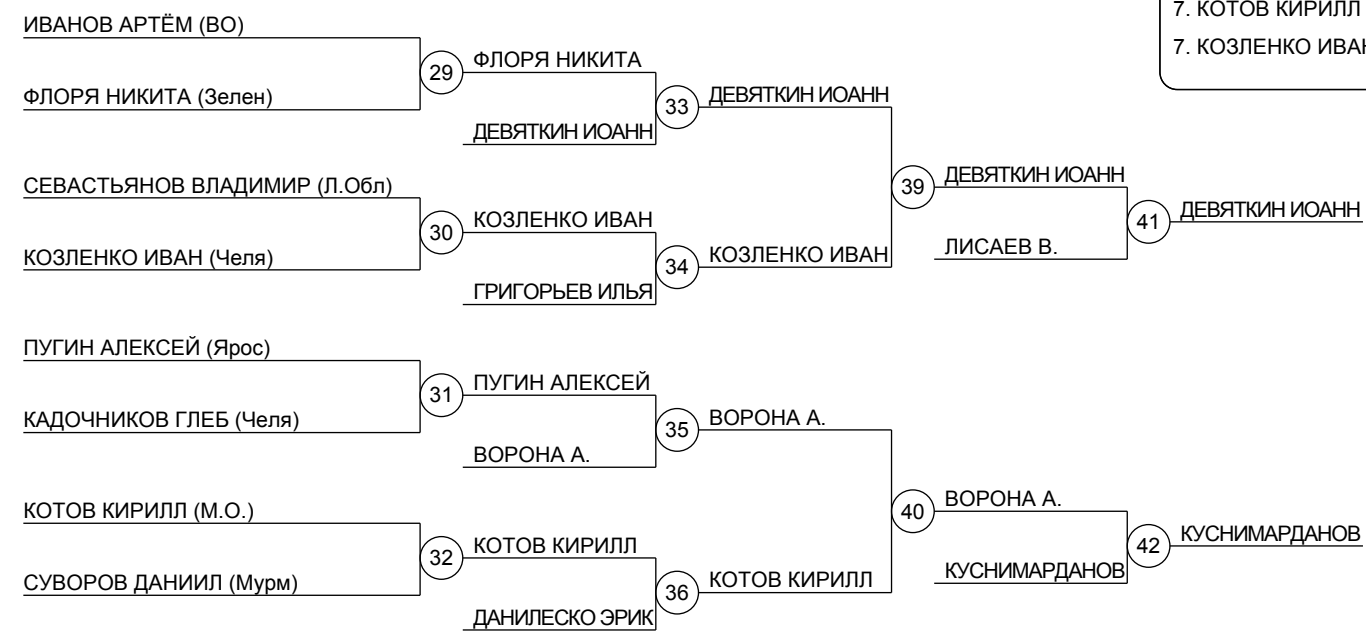 7. КОТОВ КИРИЛЛ
7. КОЗЛЕНКО
ИВАНОВ АРТЁМ (ВО)
29
ФЛОРЯ НИКИТА
ФЛОРЯ НИКИТА (Зелен)
33
ДЕВЯТКИН ИОАНН
ДЕВЯТКИН ИОАНН
СЕВАСТЬЯНОВ ВЛАДИМИР (Л.Обл)
39
ДЕВЯТКИН ИОАНН
30
КОЗЛЕНКО ИВАН
41
ДЕВЯТКИН ИОАНН
КОЗЛЕНКО ИВАН (Челя)
34
КОЗЛЕНКО ИВАН
ЛИСАЕВ В.
ГРИГОРЬЕВ ИЛЬЯ
ПУГИН АЛЕКСЕЙ (Ярос)
31
ПУГИН АЛЕКСЕЙ
КАДОЧНИКОВ ГЛЕБ (Челя)
35
ВОРОНА А.
ВОРОНА А.
КОТОВ КИРИЛЛ (М.О.)
40
ВОРОНА А.
32
КОТОВ КИРИЛЛ
42
КУСНИМАРДАНОВ
СУВОРОВ ДАНИИЛ (Мурм)
36
КОТОВ КИРИЛЛ
КУСНИМАРДАНОВ
ДАНИЛЕСКО ЭРИК